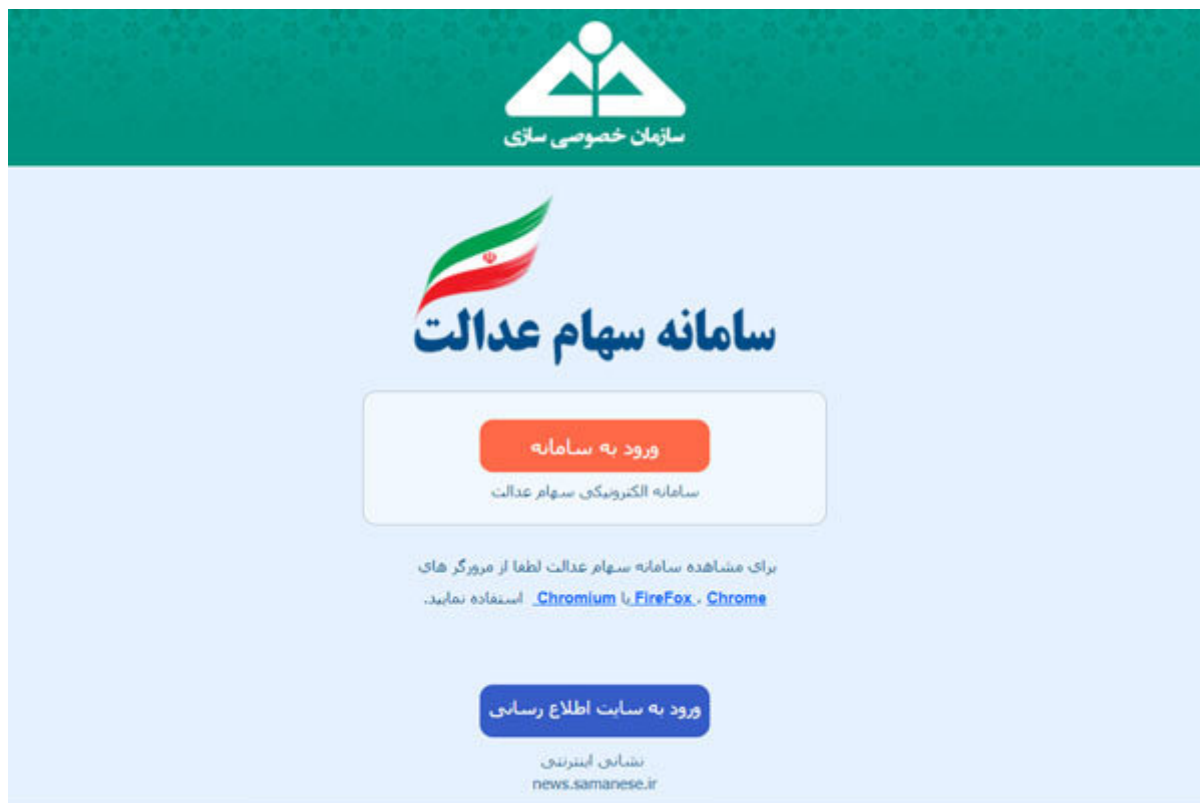 سازمان خصوصی سازی
سامانه سهام عدالت
ورود به سامانه
سامانه الکترونیکی سهام عدالت
برای مشاهده سامانه سهام عدالت لطفا از مرورگر های
Chrome ، FireFox یا Chromium استفاده نمایید.
ورود به سایت اطلاع رسانی
نشانی اینترنتی
news.samanese.ir